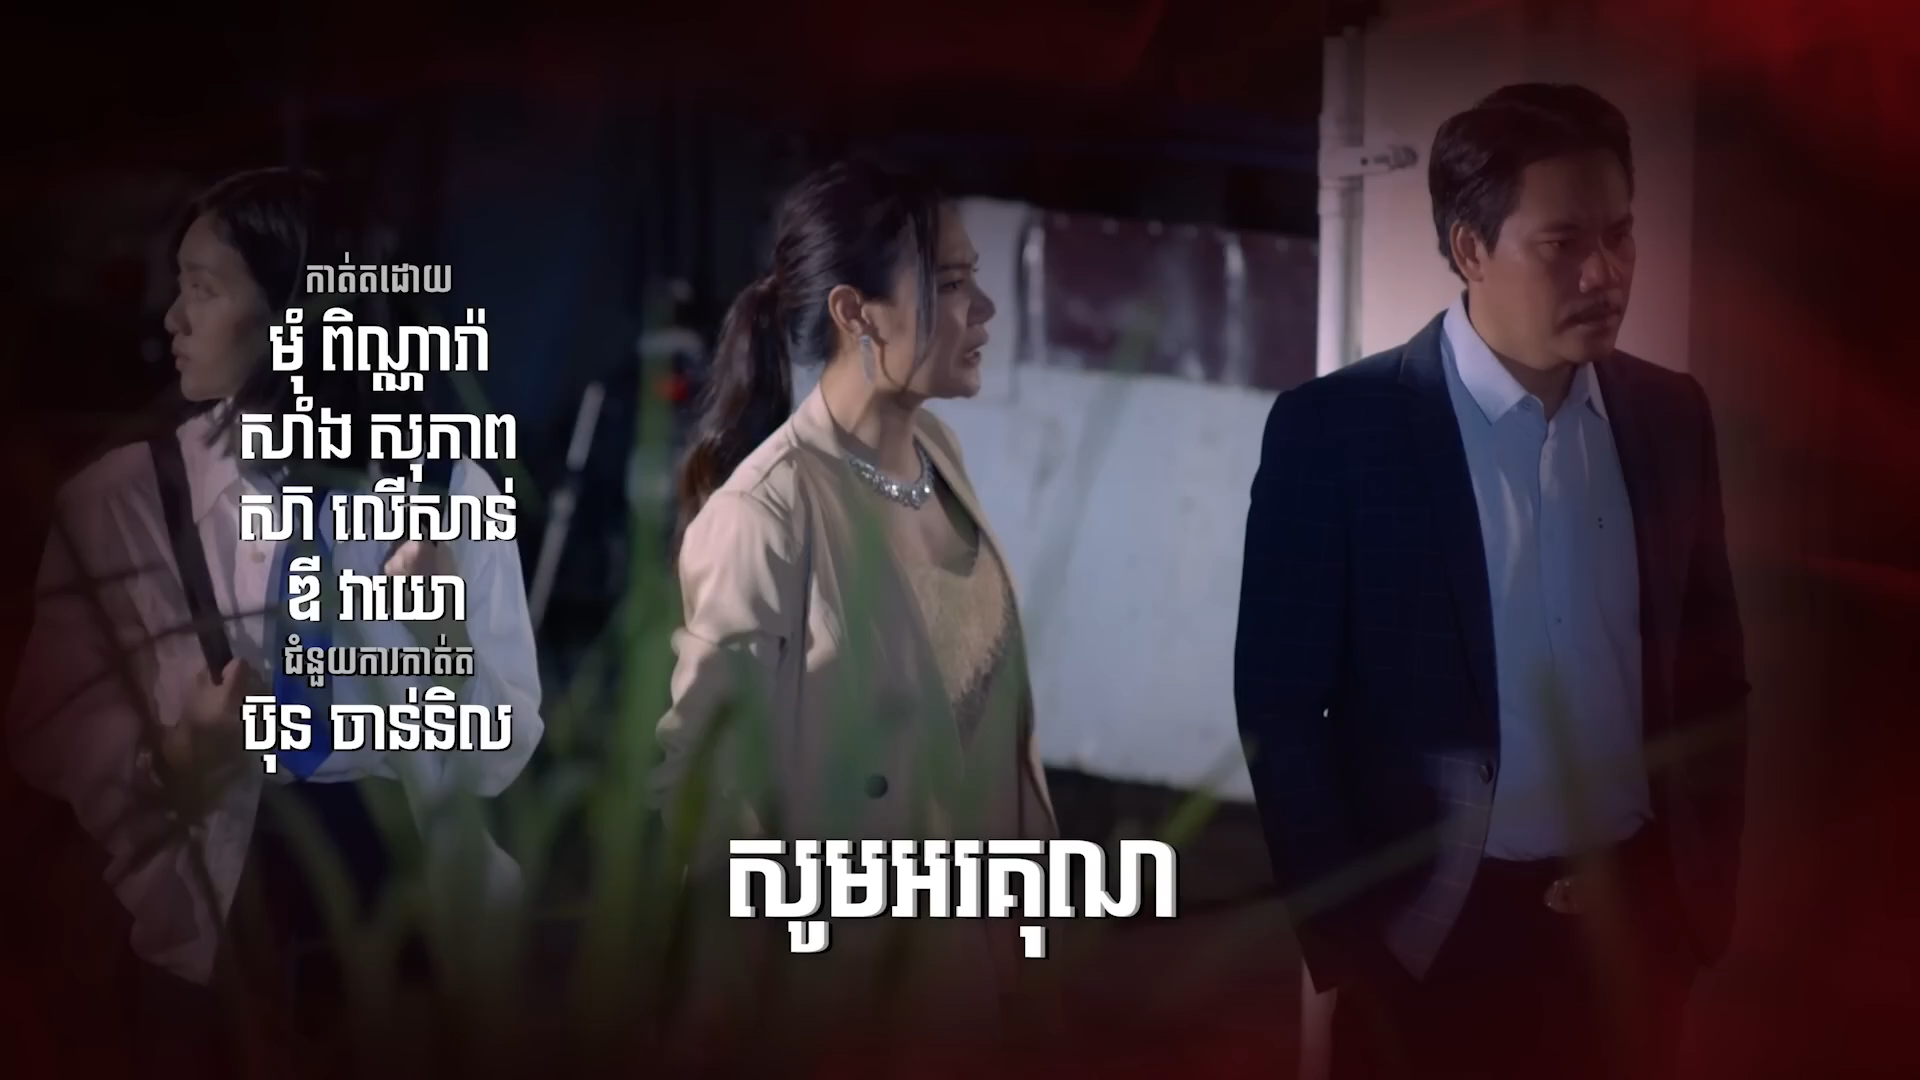 កាត់តដោយ
ម៉ុំ ពិណ្ណារ៉ា
សាំង សុភាព
សា៊ លើសាន់
ឌី វាយោ
ជំនួយការកាត់ត
ប៊ុន ចាន់និល
សូមអរគុណ